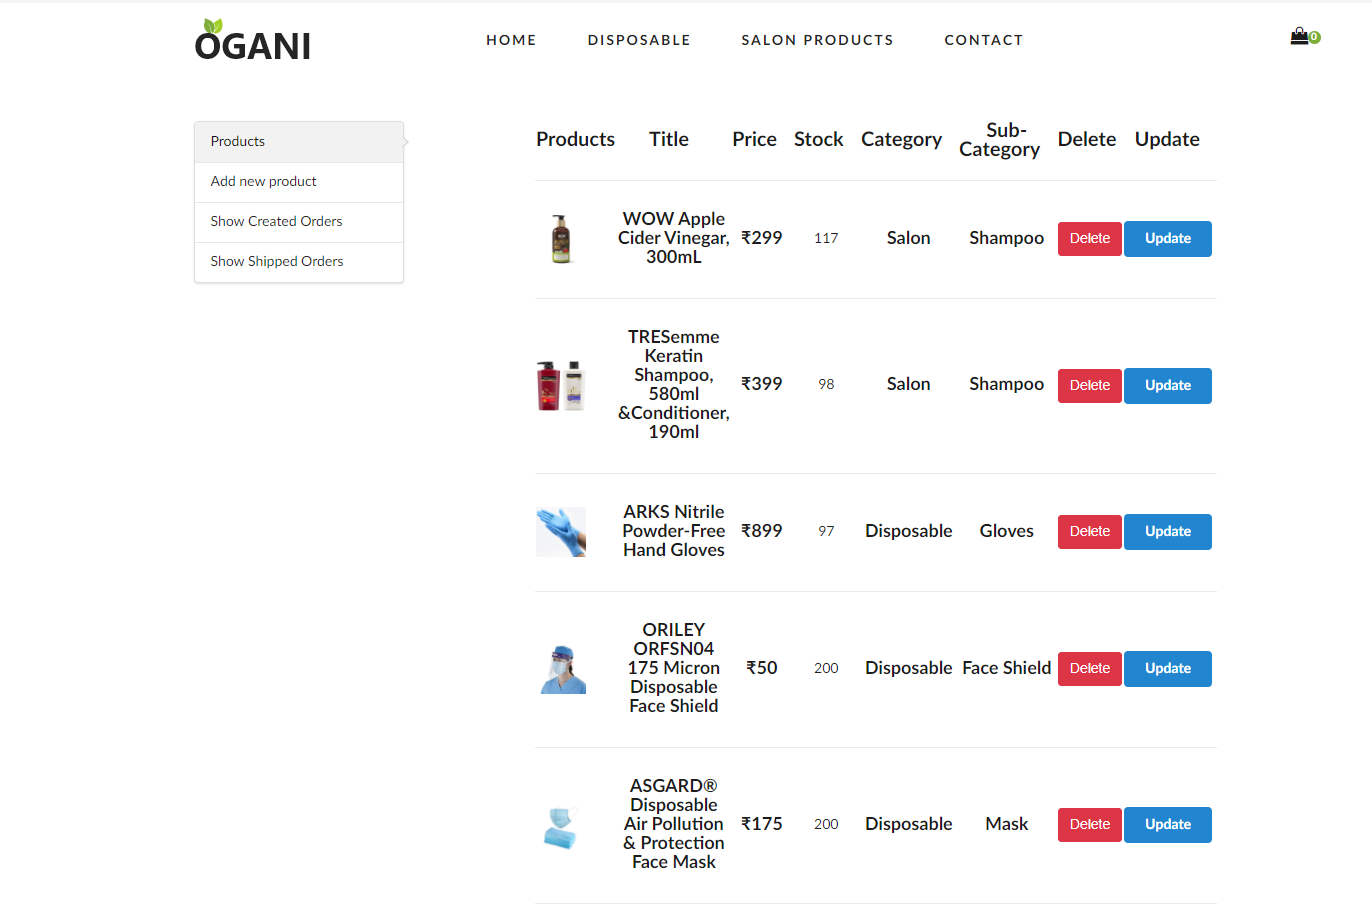 OGANI
HOME DISPOSABLE SALON PRODUCTS CONTACT
0
Products
Add new product
Show Created Orders
Show Shipped Orders
Products Title Price Stock Category Sub-
Category Delete Update
WOW Apple
Cider Vinegar,
300mL
₹299 117 Salon Shampoo Delete Update
TRESemme
Keratin
Shampoo,
580ml
&Conditioner,
190ml
₹399 98 Salon Shampoo Delete Update
ARKS Nitrile
Powder-Free
Hand Gloves
₹899 97 Disposable Gloves Delete Update
ORILEY
ORFSN04
175 Micron
Disposable
Face Shield
₹50 200 Disposable Face Shield Delete Update
ASGARD®
Disposable
Air Pollution
& Protection
Face Mask
₹175 200 Disposable Mask Delete Update